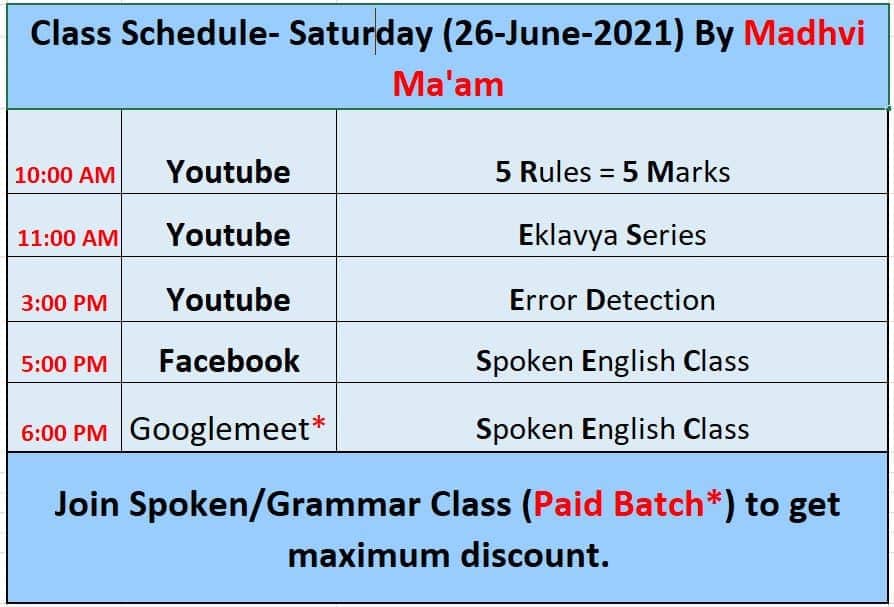 Class Schedule- Saturday (26-June-2021) By Madhvi
Ma'am
10:00 AM Youtube 5 Rules = 5 Marks
11:00 AM Youtube Eklavya Series
3:00 PM Youtube Error Detection
5:00 PM Facebook Spoken English Class
6:00 PM Googlemeet* Spoken English Class
Join Spoken/Grammar Class (Paid Batch*) to get
maximum discount.